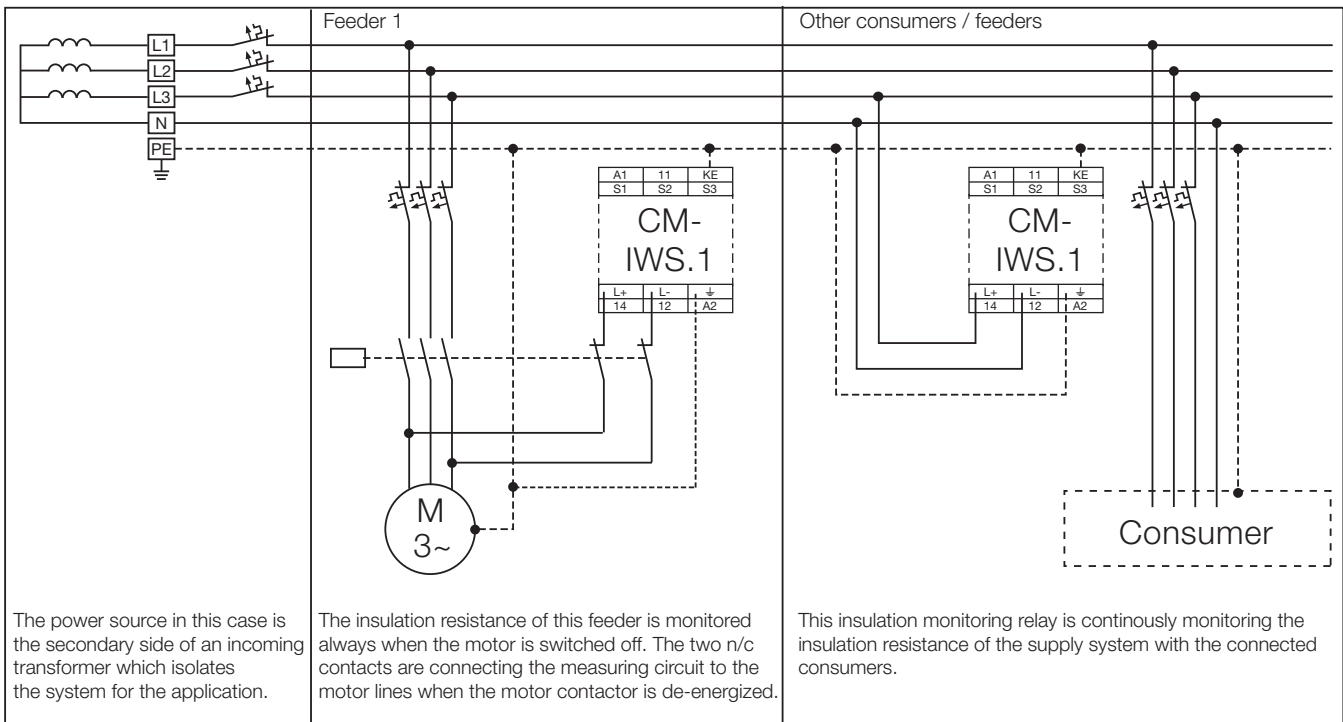 Feeder 1
Other consumers / feeders
L1
L2
L3
N
PE
A1 11 KE
S1 S2 S3
CM-
IWS.1
L+ L- ⏚
14 12 A2
A1 11 KE
S1 S2 S3
CM-
IWS.1
L+ L- ⏚
14 12 A2
M
3~
Consumer
The power source in this case is
the secondary side of an incoming
transformer which isolates
the system for the application.
The insulation resistance of this feeder is monitored
always when the motor is switched off. The two n/c
contacts are connecting the measuring circuit to the
motor lines when the motor contactor is de-energized.
This insulation monitoring relay is continously monitoring the
insulation resistance of the supply system with the connected
consumers.